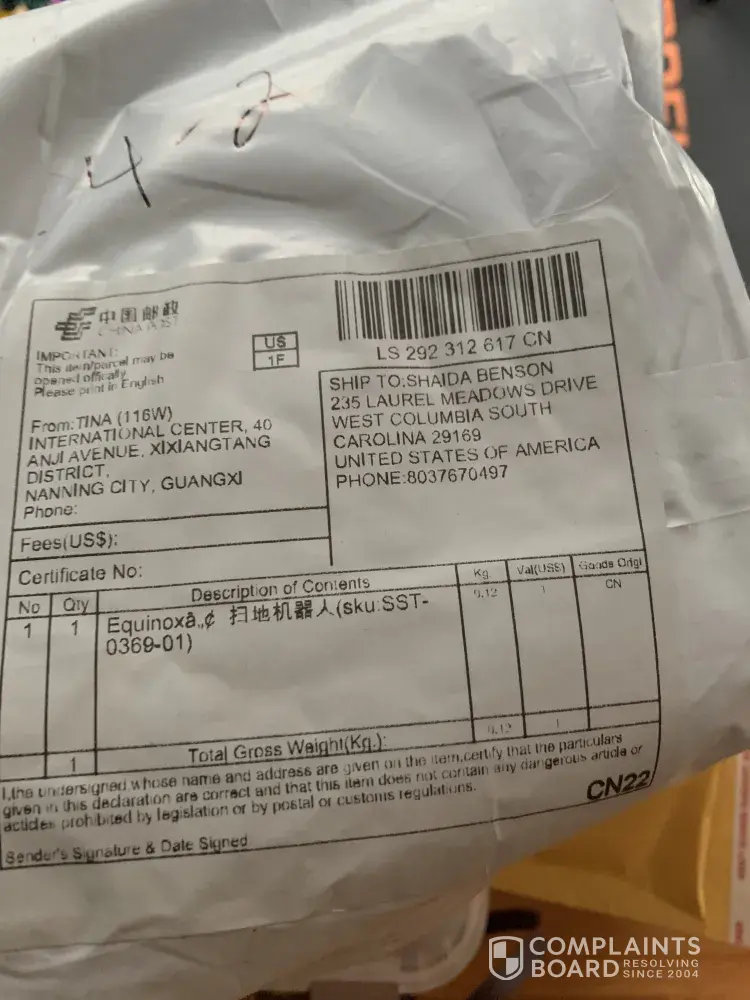 4-2
中国邮政
CHINA POST
IMPORTANT:
This item/parcel may be
opened offically
Please print in English
US
1F
LS 292 312 617 CN
From:TINA (116W)
INTERNATIONAL CENTER, 40
ANJI AVENUE, XIXIANGTANG
DISTRICT,
NANNING CITY, GUANGXI
Phone:
SHIP TO:SHAIDA BENSON
235 LAUREL MEADOWS DRIVE
WEST COLUMBIA SOUTH
CAROLINA 29169
UNITED STATES OF AMERICA
PHONE:8037670497
Fees(US$):
Certificate No:
No Qty Description of Contents Kg. Val(US$) Goods Origi
1 1 Equinoxâ„¢ 扫地机器人(sku:SST-
0369-01) 0.12 1 CN
1 Total Gross Weight(Kg.): 0.12 1
I,the undersigned,whose name and address are given on the item,certify that the particulars
given in this declaration are correct and that this item does not contain any dangerous article or
acticles prohibited by legislation or by postal or customs regulations.
CN22
Sender's Signature & Date Signed
COMPLAINTS
BOARD RESOLVING
SINCE 2004